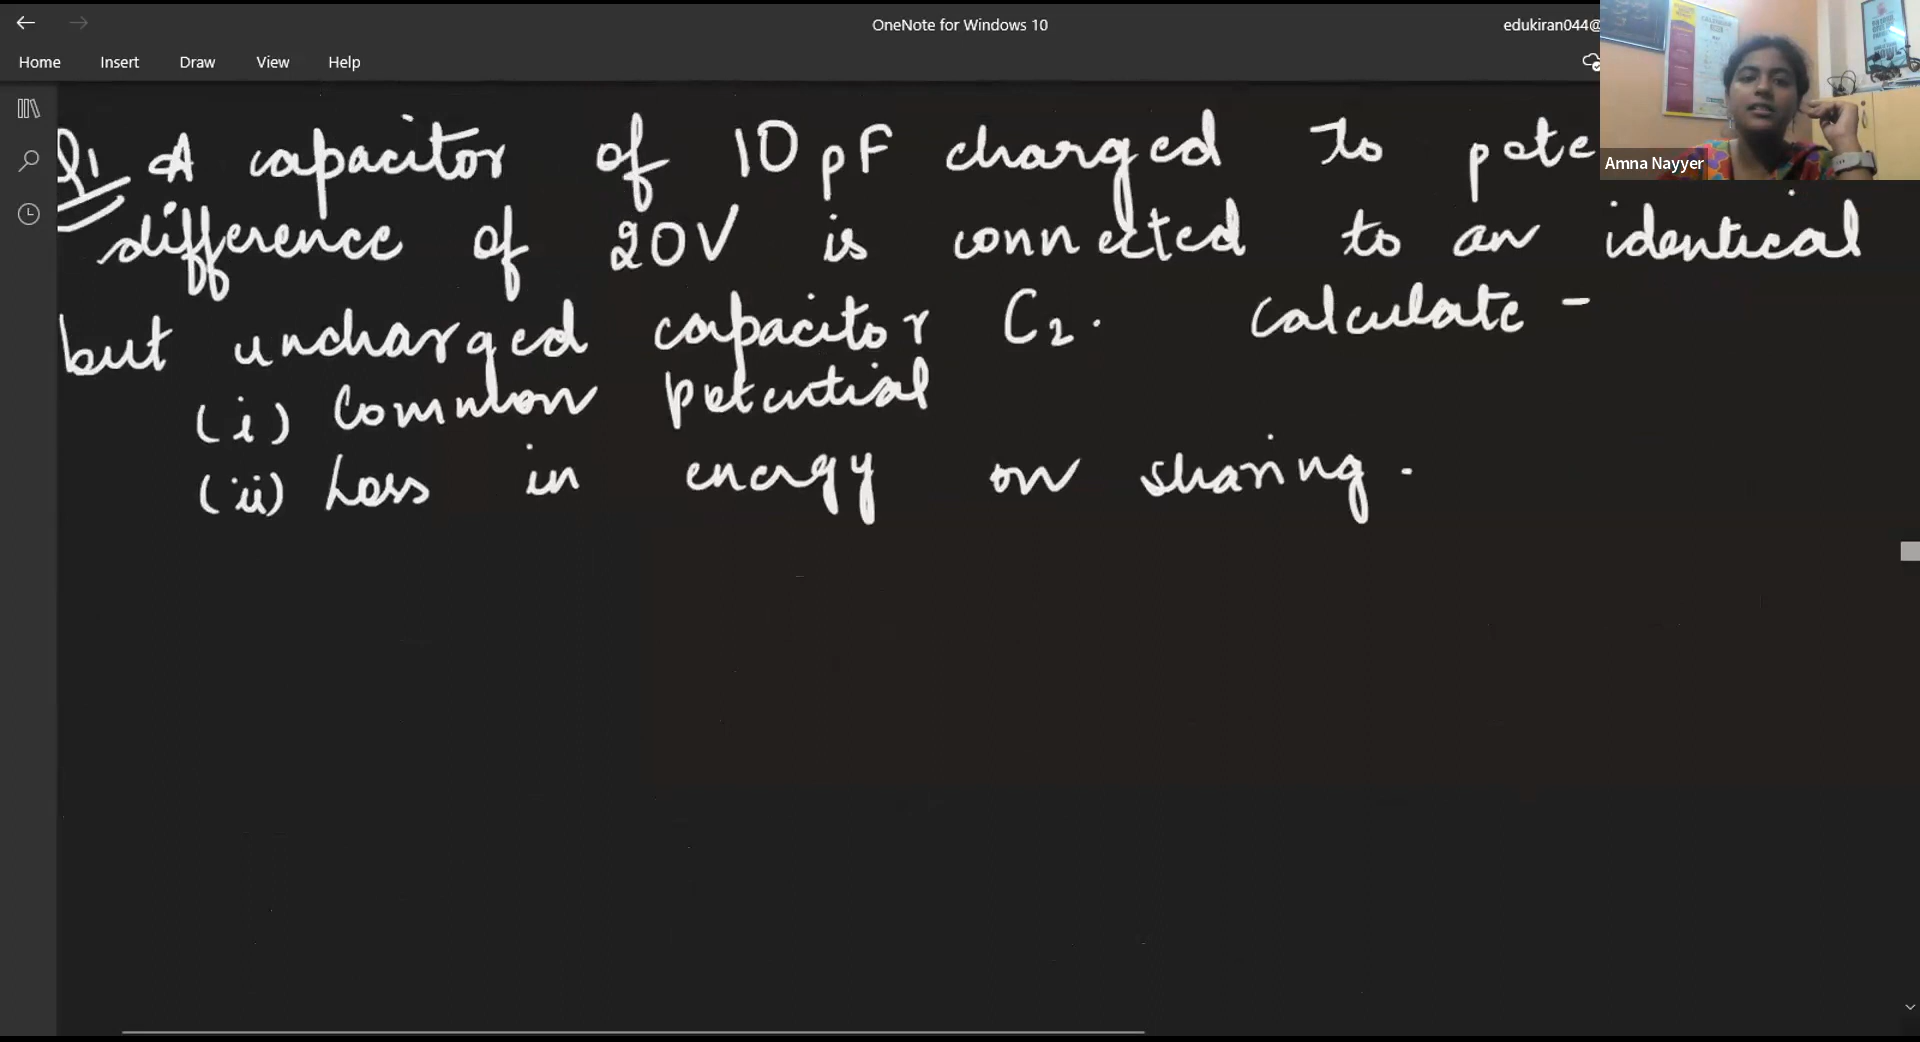 OneNote for Windows 10
edukiran044@
Home Insert Draw View Help
CALENDAR
Amna Nayyer
Q1 A capacitor of 10 pF charged to pote
difference of 20V is connected to an identical
but uncharged capacitor C2. calculate -
(i) common potential
(ii) Loss in energy on sharing.